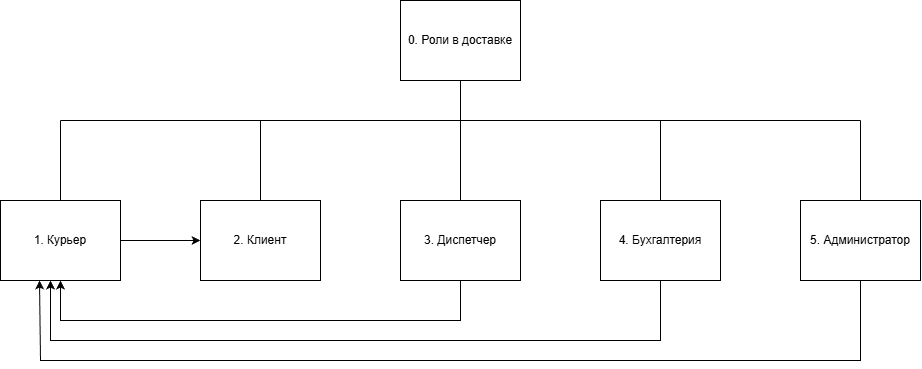 0. Роли в доставке
1. Курьер
2. Клиент
3. Диспетчер
4. Бухгалтерия
5. Администратор